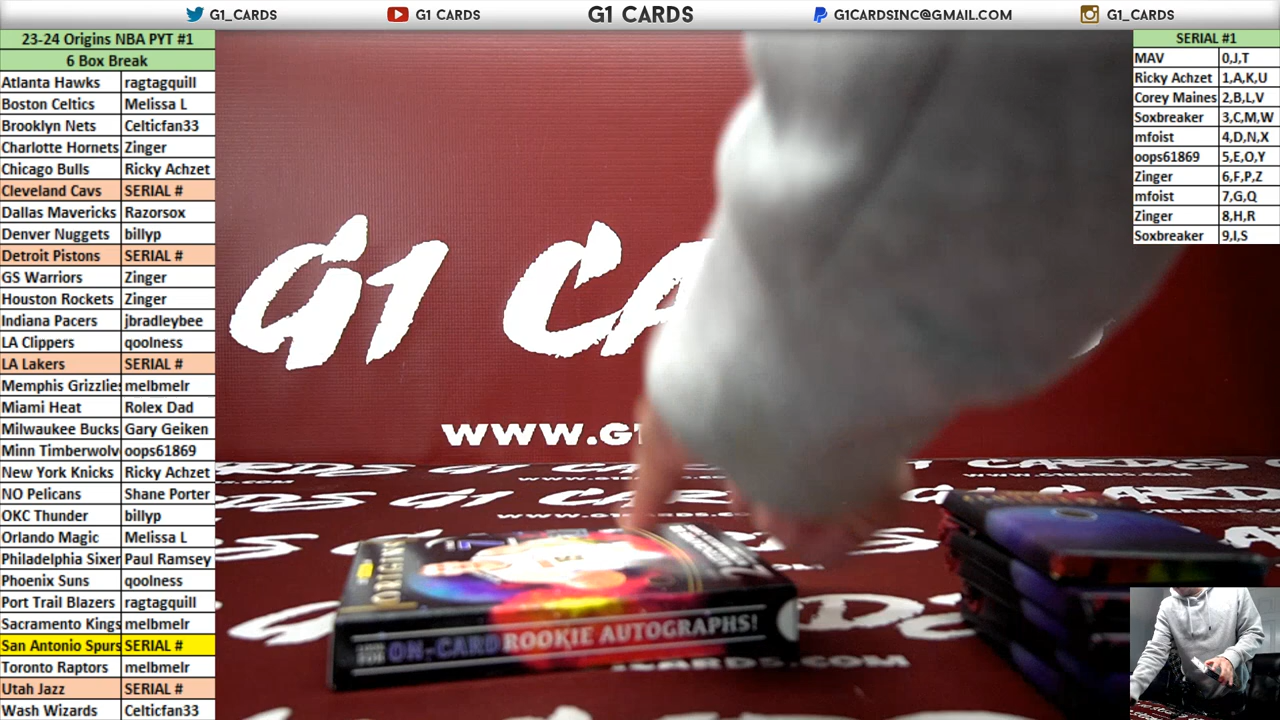 G1_CARDS
G1 CARDS
G1 CARDS
G1CARDSINC@GMAIL.COM
G1_CARDS
23-24 Origins NBA PYT #1
6 Box Break
Atlanta Hawks ragtagquill
Boston Celtics Melissa L
Brooklyn Nets Celticfan33
Charlotte Hornets Zinger
Chicago Bulls Ricky Achzet
Cleveland Cavs SERIAL #
Dallas Mavericks Razorsox
Denver Nuggets billyp
Detroit Pistons SERIAL #
GS Warriors Zinger
Houston Rockets Zinger
Indiana Pacers jbradleybee
LA Clippers qoolness
LA Lakers SERIAL #
Memphis Grizzlies melbmelr
Miami Heat Rolex Dad
Milwaukee Bucks Gary Geiken
Minn Timberwolv oops61869
New York Knicks Ricky Achzet
NO Pelicans Shane Porter
OKC Thunder billyp
Orlando Magic Melissa L
Philadelphia Sixer Paul Ramsey
Phoenix Suns qoolness
Port Trail Blazers ragtagquill
Sacramento Kings melbmelr
San Antonio Spurs SERIAL #
Toronto Raptors melbmelr
Utah Jazz SERIAL #
Wash Wizards Celticfan33
SERIAL #1
MAV 0,J,T
Ricky Achzet 1,A,K,U
Corey Maines 2,B,L,V
Soxbreaker 3,C,M,W
mfoist 4,D,N,X
oops61869 5,E,O,Y
Zinger 6,F,P,Z
mfoist 7,G,Q
Zinger 8,H,R
Soxbreaker 9,I,S
G1 CA
WWW.G1
G1 CARDS
ORIGINS
ON-CARD ROOKIE AUTOGRAPHS!